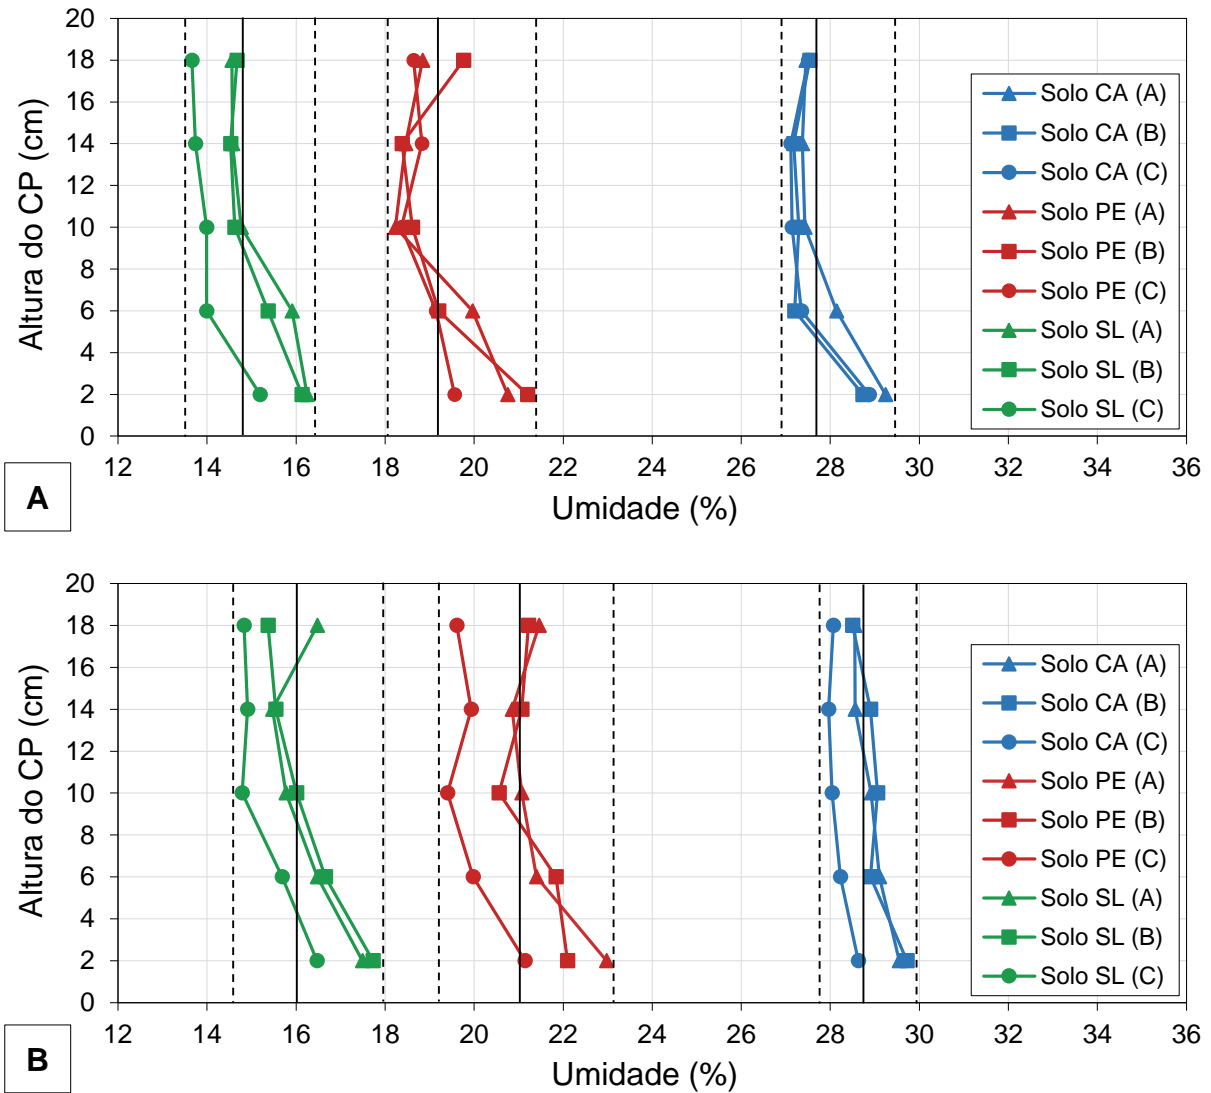 20
18
16
14
12
10
8
6
4
2
0
Altura do CP (cm)
Solo CA (A)
Solo CA (B)
Solo CA (C)
Solo PE (A)
Solo PE (B)
Solo PE (C)
Solo SL (A)
Solo SL (B)
Solo SL (C)
12 14 16 18 20 22 24 26 28 30 32 34 36
Umidade (%)
A
20
18
16
14
12
10
8
6
4
2
0
Altura do CP (cm)
Solo CA (A)
Solo CA (B)
Solo CA (C)
Solo PE (A)
Solo PE (B)
Solo PE (C)
Solo SL (A)
Solo SL (B)
Solo SL (C)
12 14 16 18 20 22 24 26 28 30 32 34 36
Umidade (%)
B